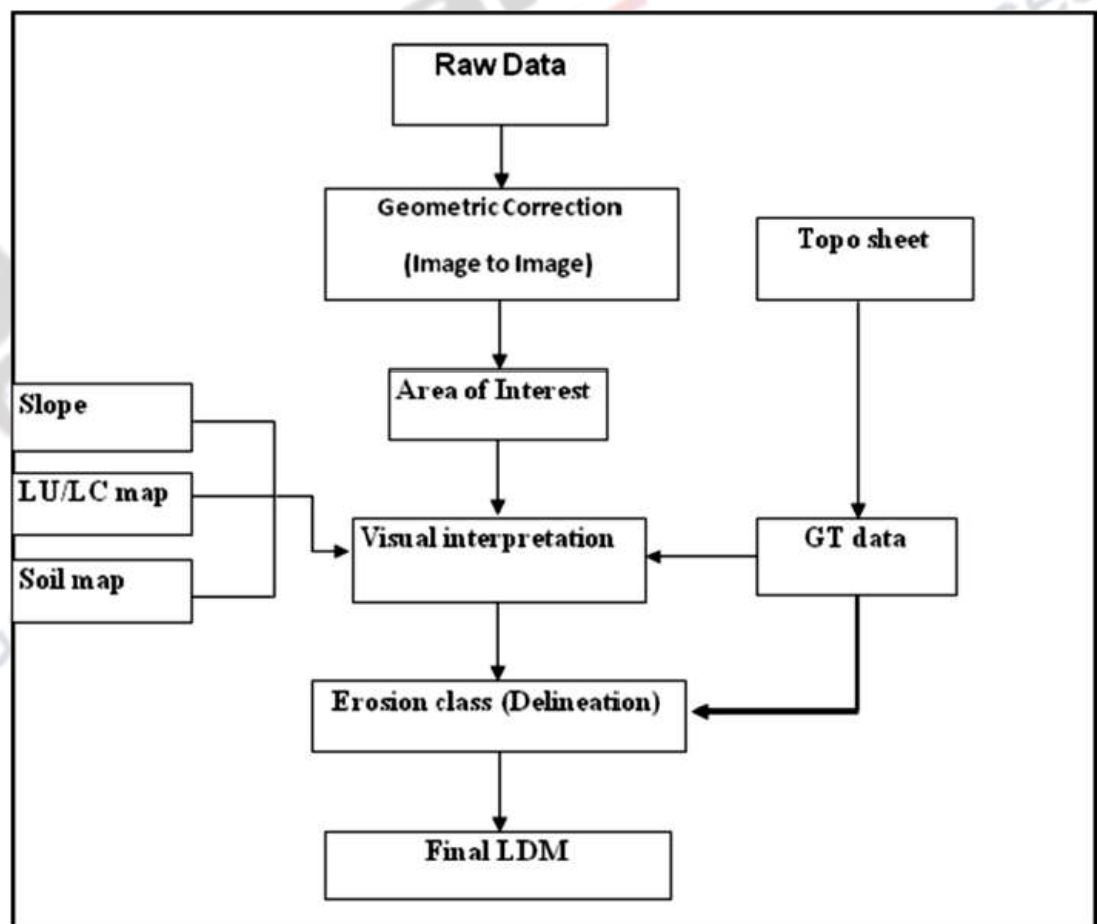 Raw Data
Geometric Correction
(Image to Image)
Topo sheet
Area of Interest
Slope
LU/LC map
Soil map
Visual interpretation
GT data
Erosion class (Delineation)
Final LDM